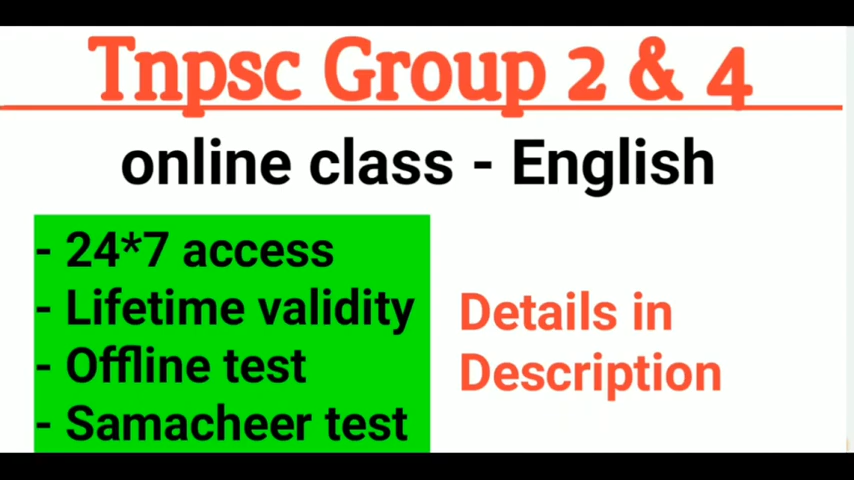 Tnpsc Group 2 & 4
online class - English
- 24*7 access
- Lifetime validity
- Offline test
- Samacheer test
Details in
Description